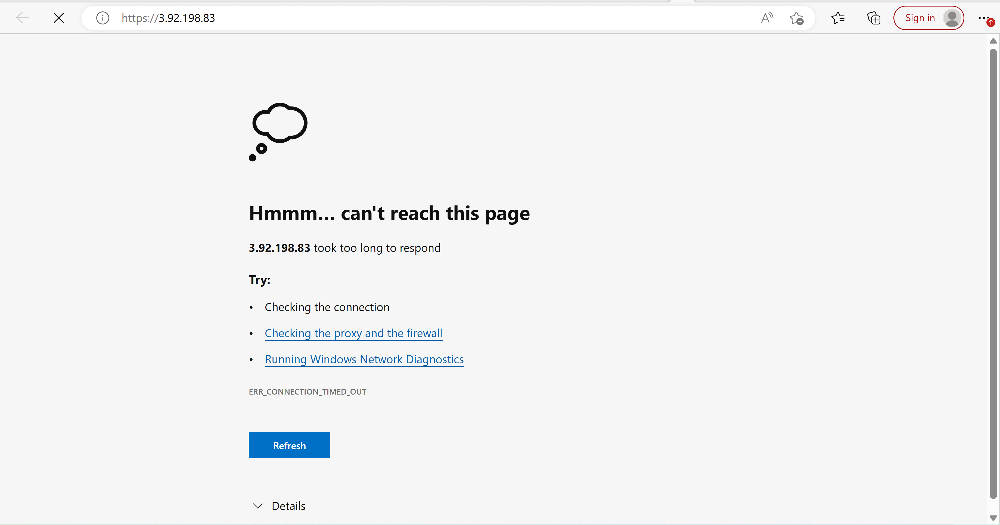 https://3.92.198.83
Sign in
Hmmm... can't reach this page
3.92.198.83 took too long to respond
Try:
• Checking the connection
• Checking the proxy and the firewall
• Running Windows Network Diagnostics
ERR_CONNECTION_TIMED_OUT
Refresh
Details